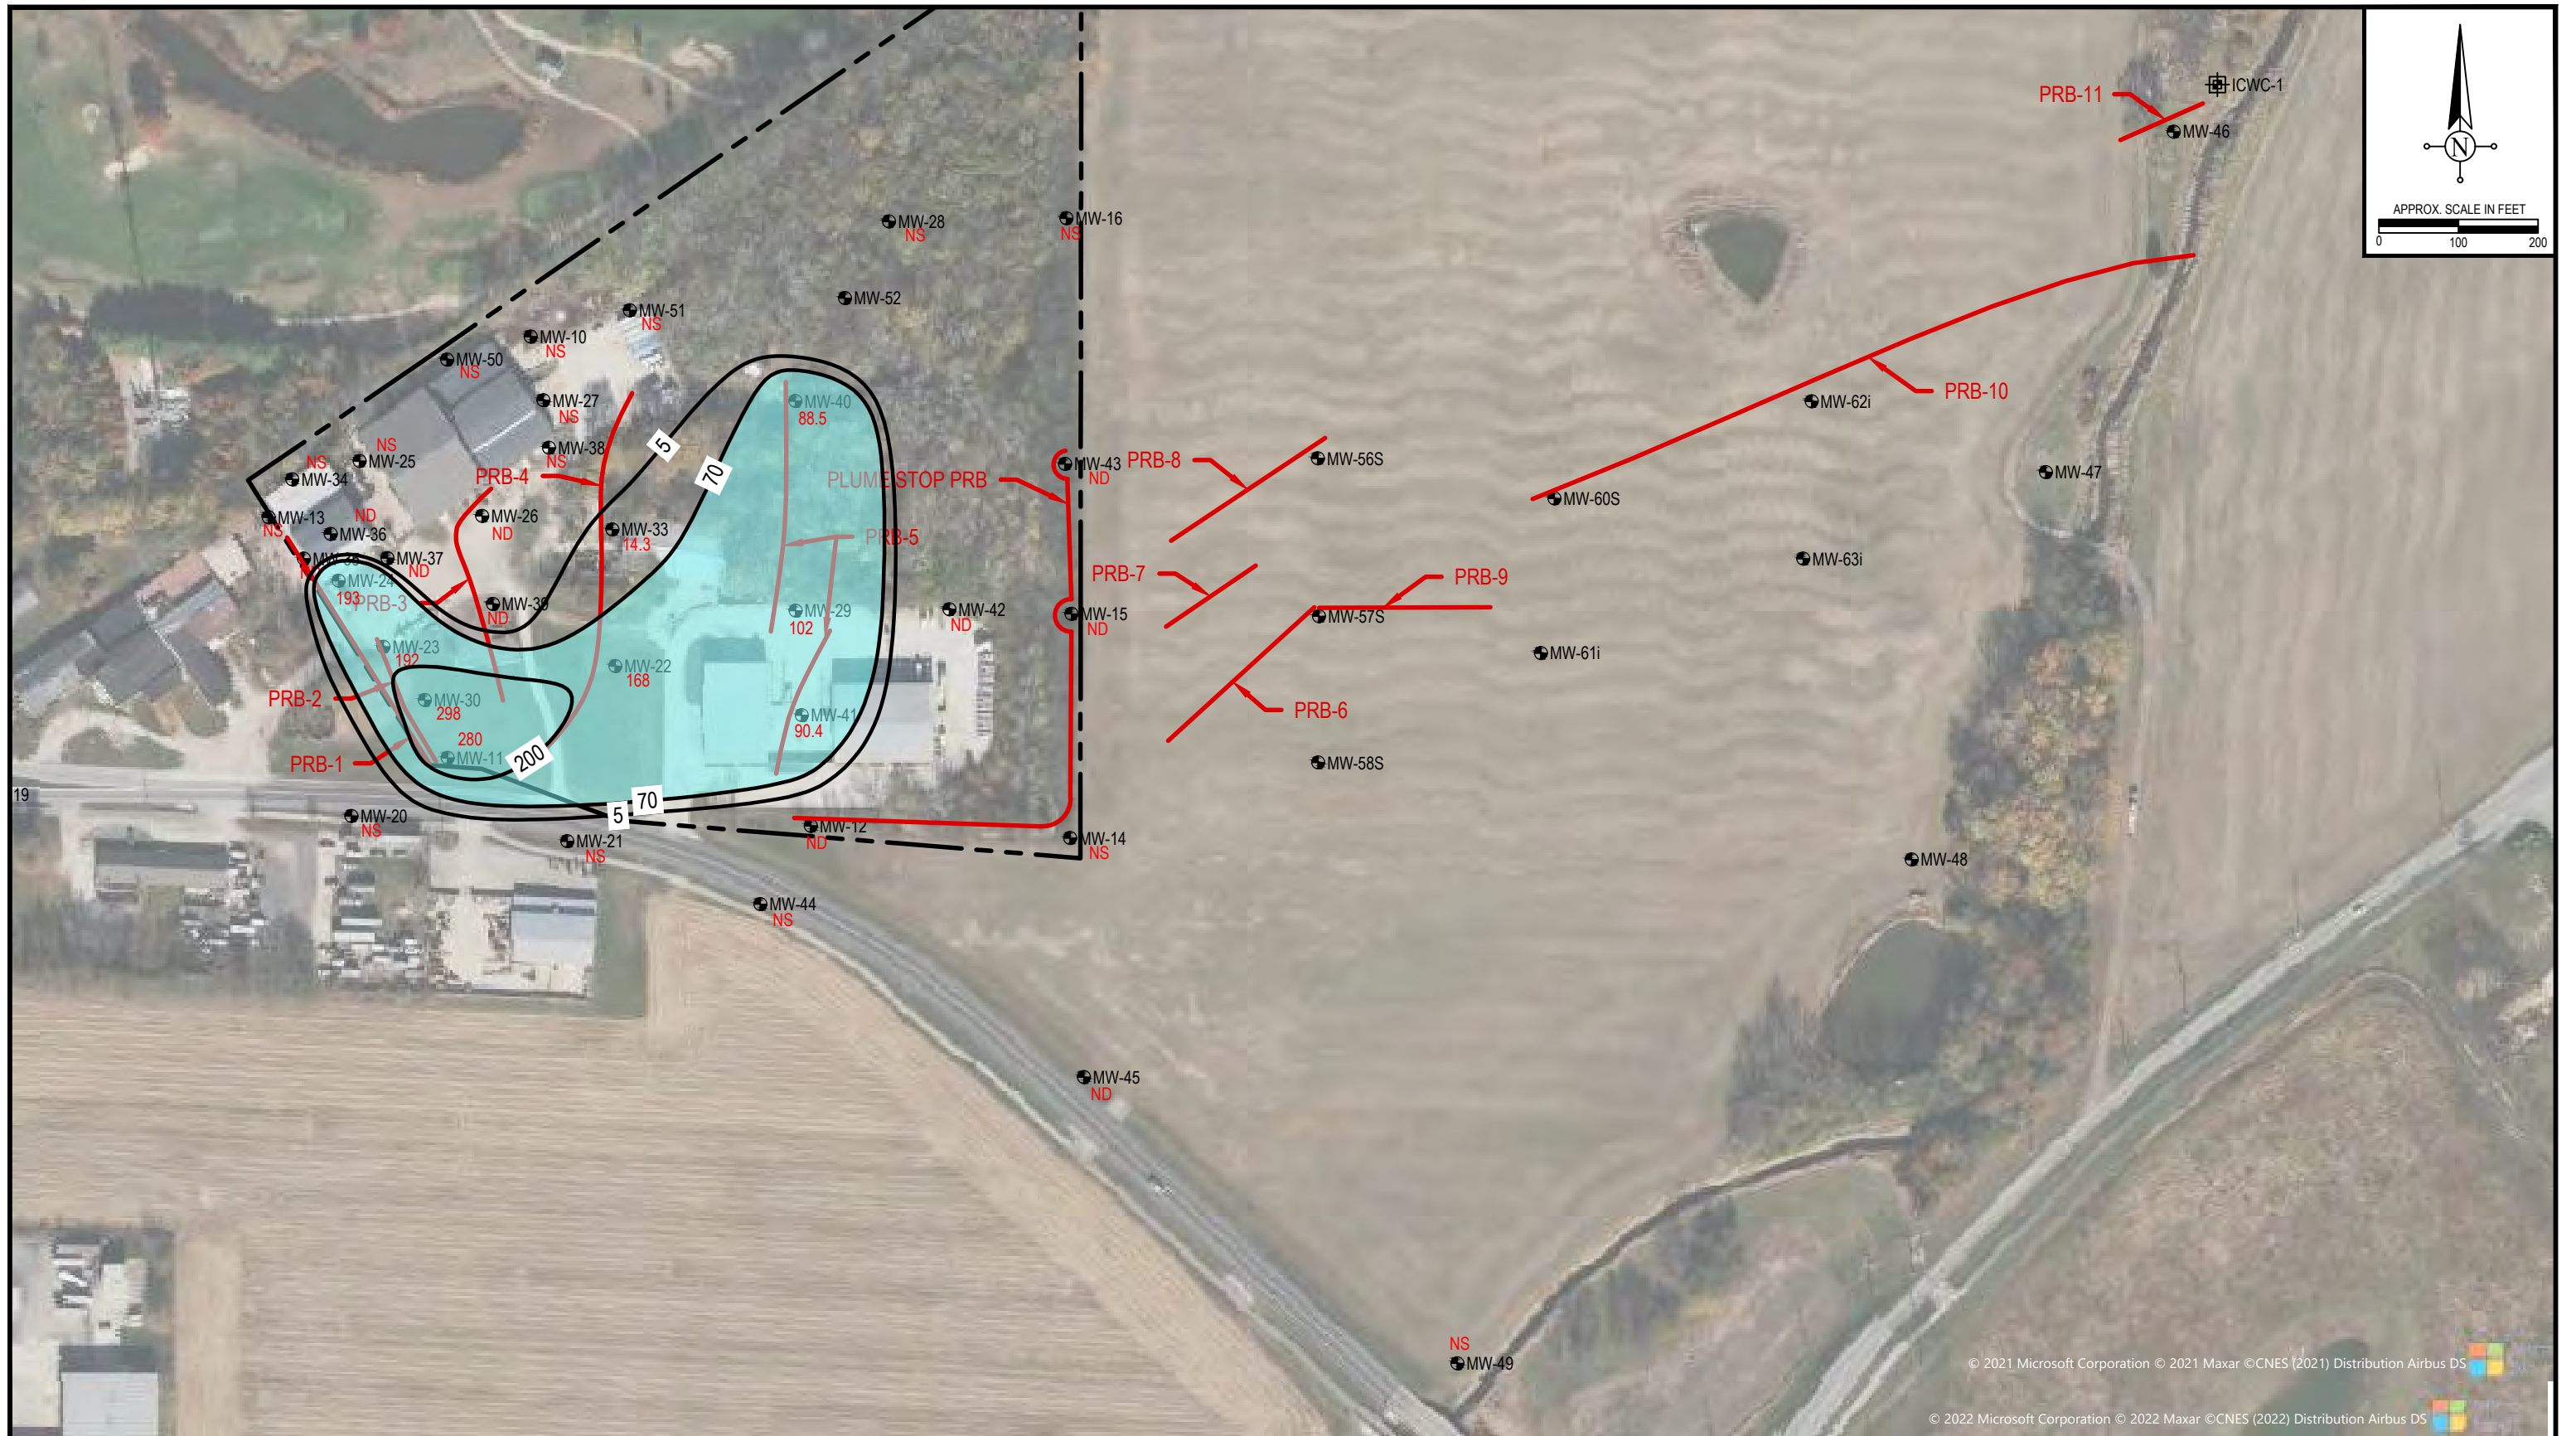 ICWC-1
PRB-11
MW-46
APPROX. SCALE IN FEET
0 100 200
N
MW-28
NS
MW-16
NS
MW-52
MW-51
NS
MW-10
NS
MW-50
NS
MW-27
NS
MW-40
88.5
PRB-10
MW-62i
5
MW-38
NS
NS
MW-25
NS
MW-34
PRB-4
70
PLUME STOP PRB
MW-43
ND
PRB-8
MW-56S
MW-47
MW-60S
MW-13
NS
ND
MW-36
MW-26
ND
MW-33
14.3
PRB-5
MW-37
ND
MW-63i
MW-24
193
PRB-3
MW-39
ND
PRB-7
PRB-9
MW-29
102
MW-42
ND
MW-15
ND
MW-57S
MW-23
192
MW-22
168
MW-61i
PRB-2
MW-30
298
MW-41
90.4
PRB-6
280
MW-11
200
PRB-1
MW-58S
19
70
5
MW-20
NS
MW-21
NS
MW-12
ND
MW-14
NS
MW-48
MW-44
NS
MW-45
ND
NS
MW-49
© 2021 Microsoft Corporation © 2021 Maxar ©CNES (2021) Distribution Airbus DS
© 2022 Microsoft Corporation © 2022 Maxar ©CNES (2022) Distribution Airbus DS